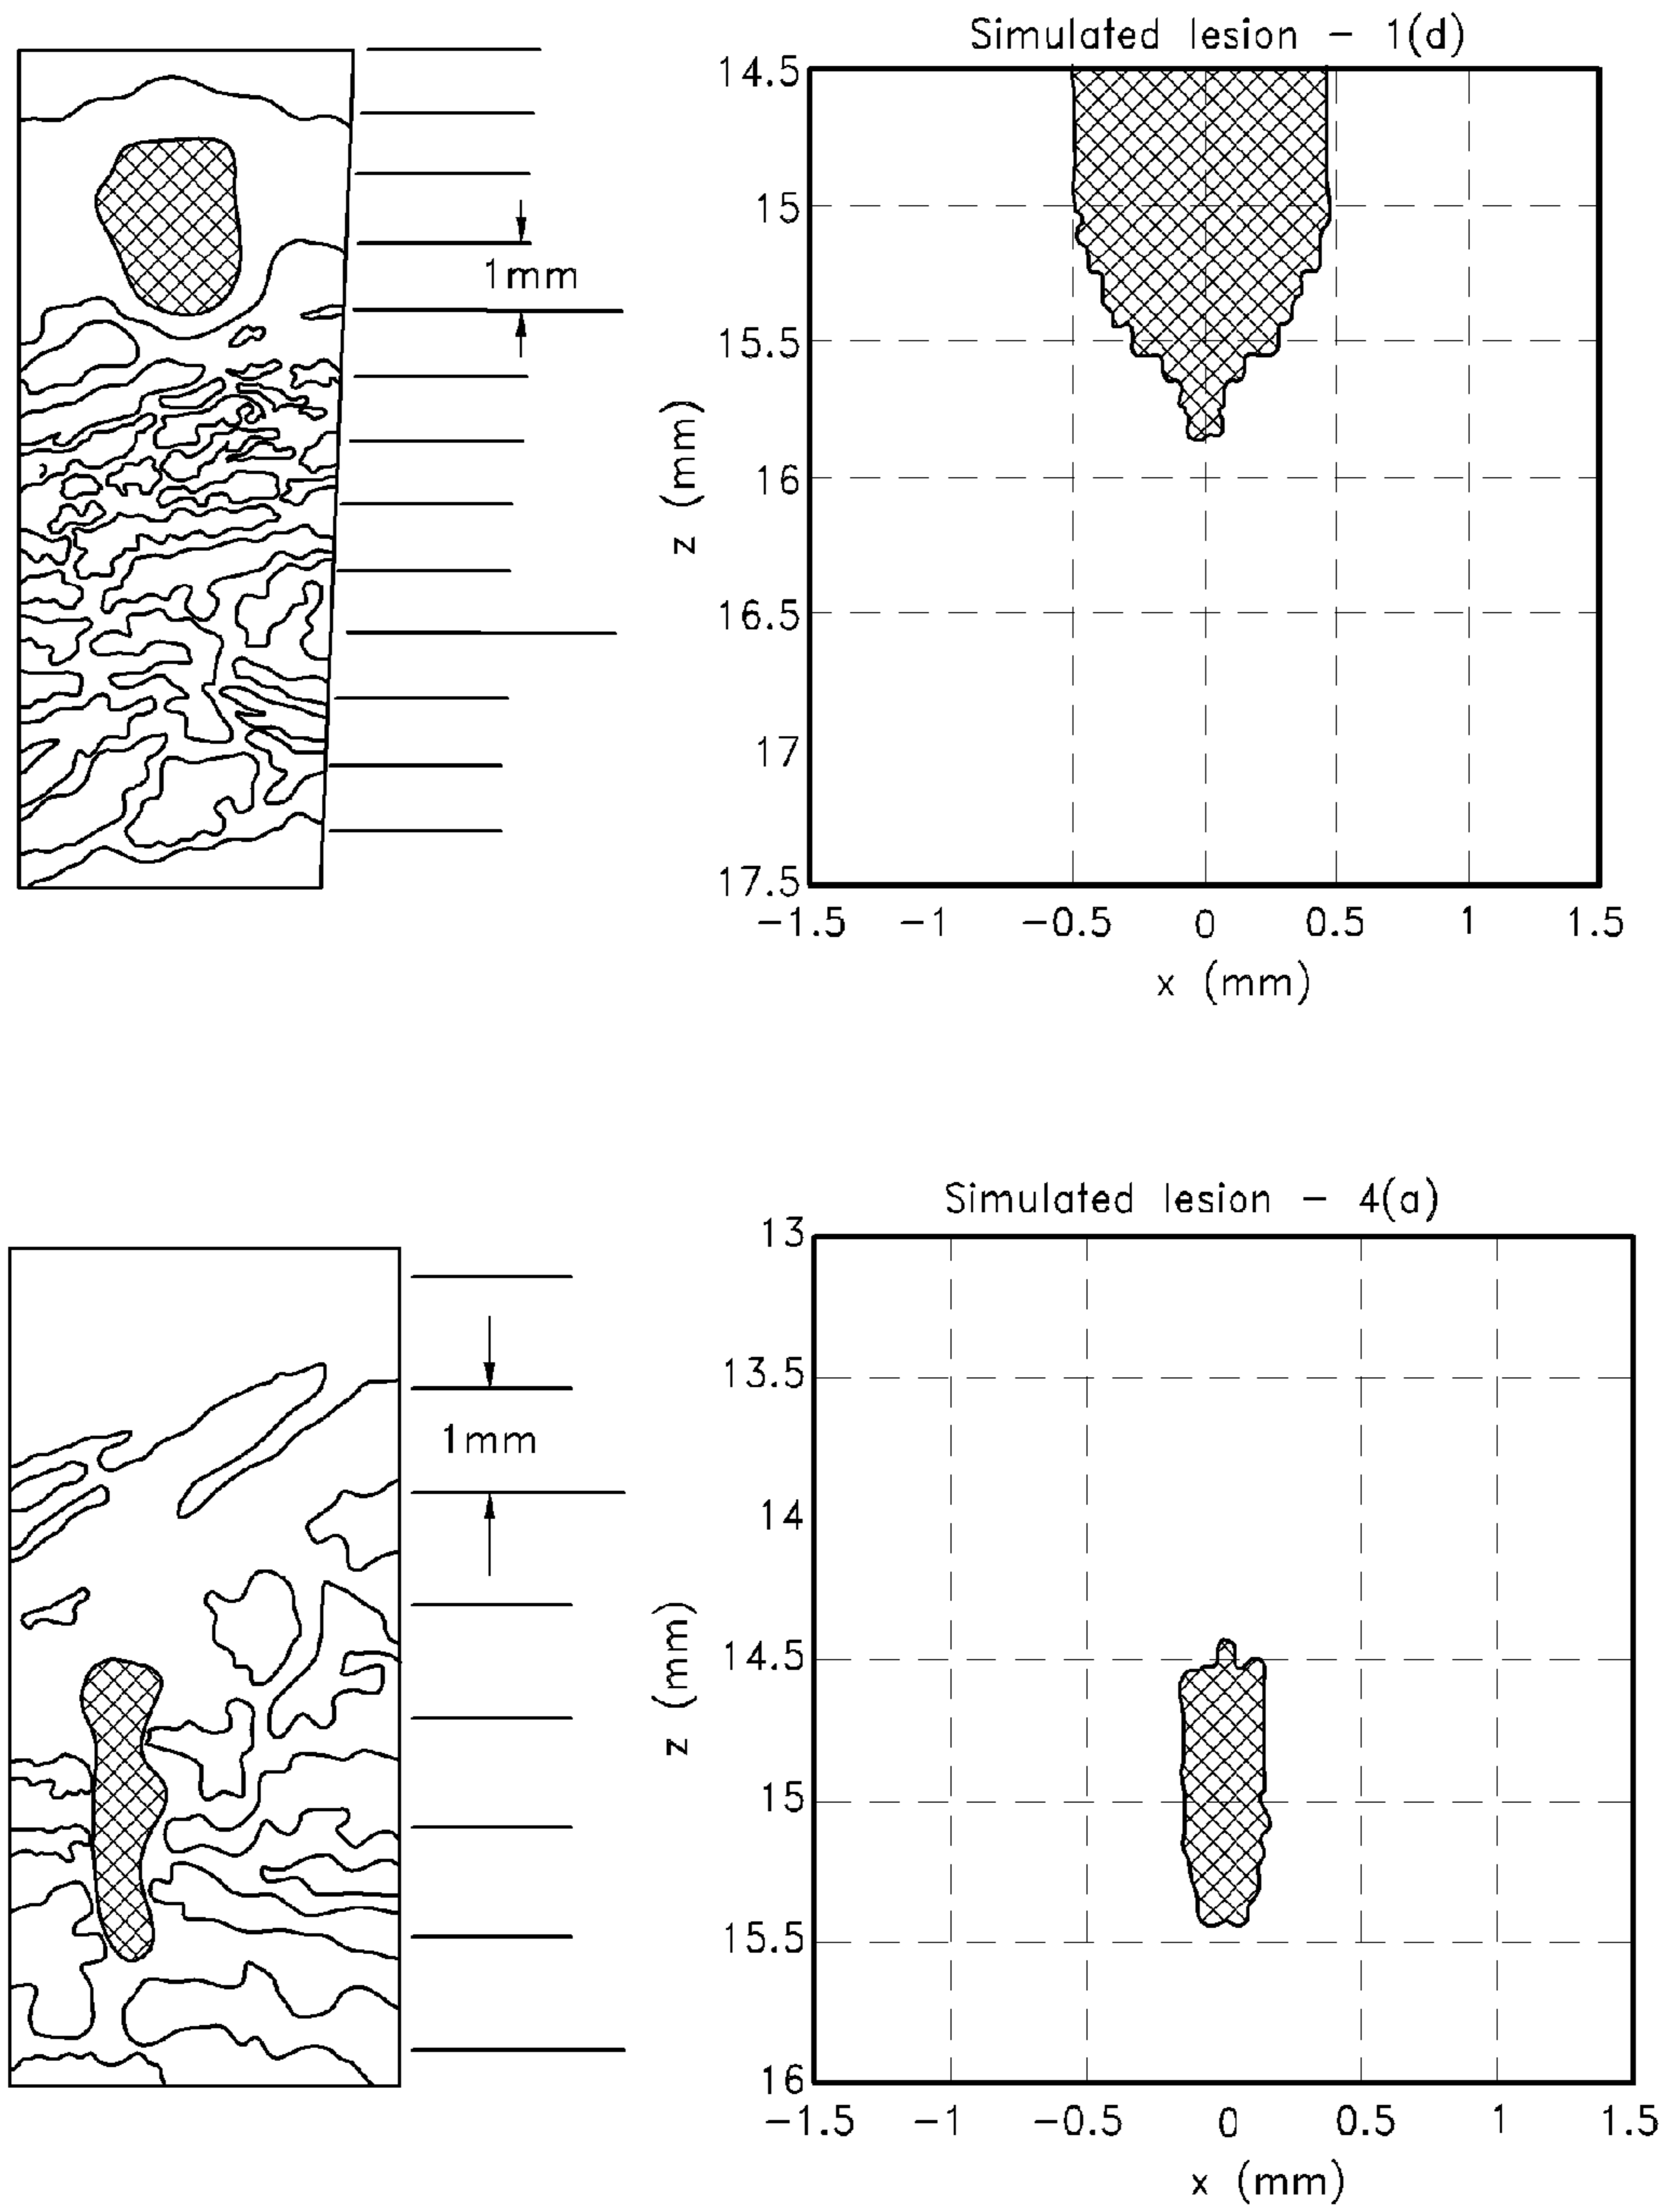 Simulated lesion - 1(d)
14.5
15
1mm
15.5
z (mm)
16
16.5
17
17.5
-1.5 -1 -0.5 0 0.5 1 1.5
x (mm)
Simulated lesion - 4(a)
13
13.5
1mm
14
14.5
z (mm)
15
15.5
16
-1.5 -1 -0.5 0 0.5 1 1.5
x (mm)